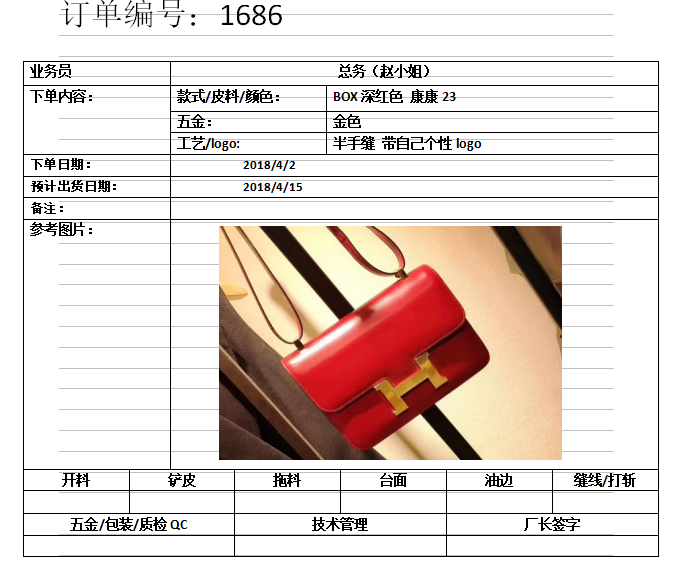 订单编号：1686
业务员 总务（赵小姐）
下单内容： 款式/皮料/颜色： BOX 深红色 康康 23
五金： 金色
工艺/logo: 半手缝 带自己个性 logo
下单日期： 2018/4/2
预计出货日期： 2018/4/15
备注：
参考图片：
开料 铲皮 拖料 台面 油边 缝线/打斩
五金/包装/质检 QC 技术管理 厂长签字